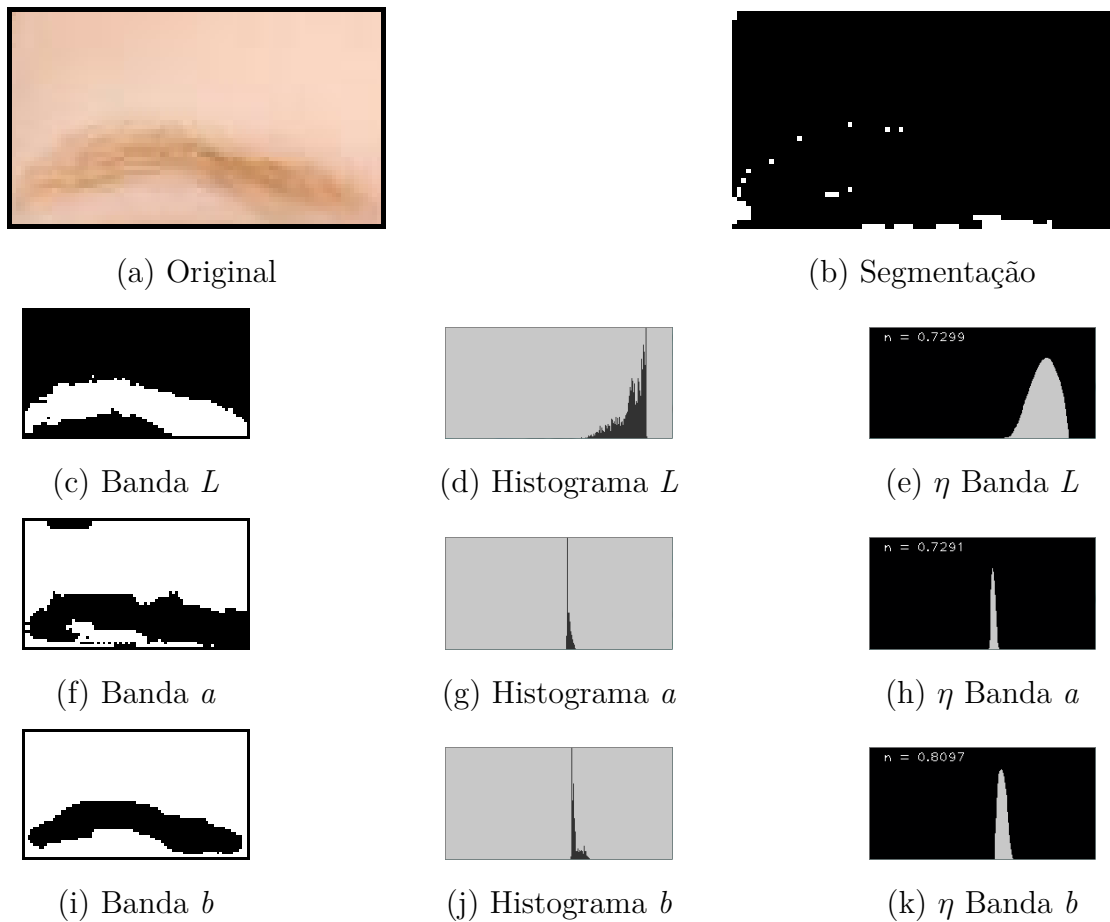 (a) Original
(b) Segmentação
n = 0.7299
(c) Banda L
(d) Histograma L
(e) η Banda L
n = 0.7291
(f) Banda a
(g) Histograma a
(h) η Banda a
n = 0.8097
(i) Banda b
(j) Histograma b
(k) η Banda b